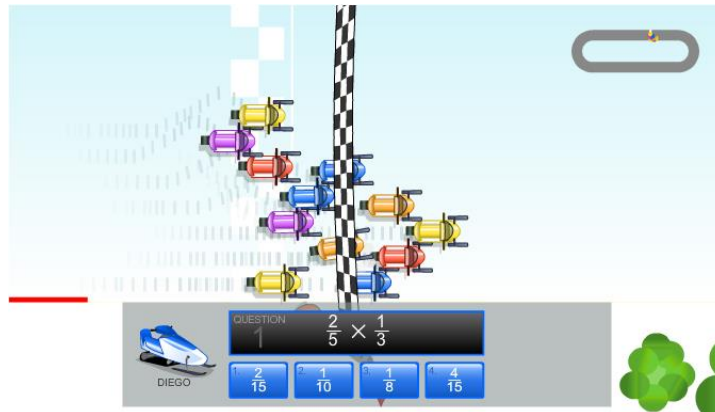 QUESTION
1
2/5 × 1/3
DIEGO
1. 2/15
2. 1/10
3. 1/8
4. 4/15